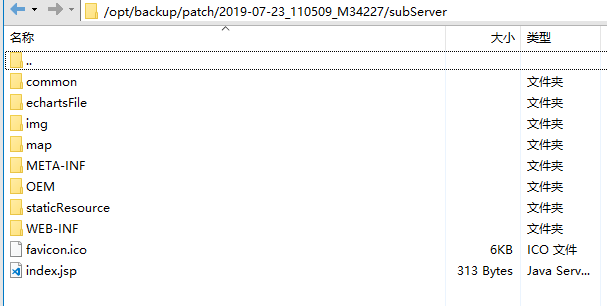 /opt/backup/patch/2019-07-23_110509_M34227/subServer
名称 大小 类型
..
common 文件夹
echartsFile 文件夹
img 文件夹
map 文件夹
META-INF 文件夹
OEM 文件夹
staticResource 文件夹
WEB-INF 文件夹
favicon.ico 6KB ICO 文件
index.jsp 313 Bytes Java Serv...